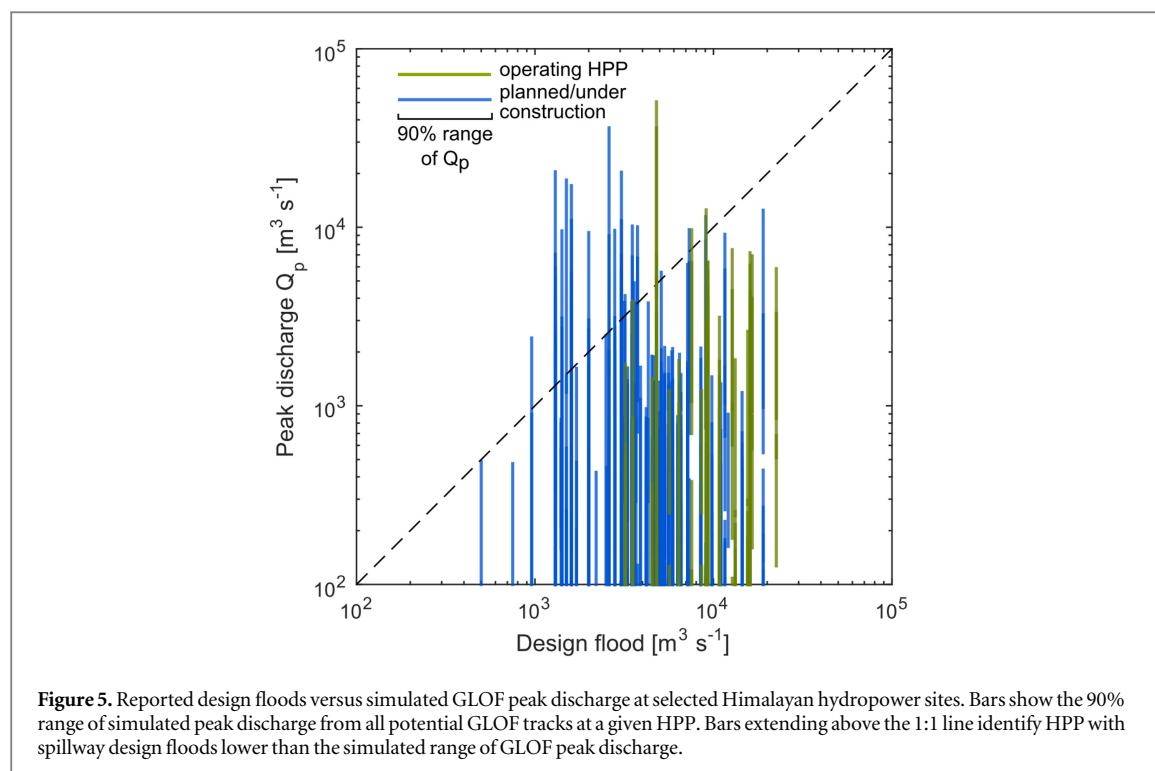 10^5
operating HPP
planned/under
construction
90% range
of Q_p
10^4
Peak discharge Q_p [m^3 s^-1]
10^3
10^2
10^2 10^3 10^4 10^5
Design flood [m^3 s^-1]
Figure 5. Reported design floods versus simulated GLOF peak discharge at selected Himalayan hydropower sites. Bars show the 90%
range of simulated peak discharge from all potential GLOF tracks at a given HPP. Bars extending above the 1:1 line identify HPP with
spillway design floods lower than the simulated range of GLOF peak discharge.